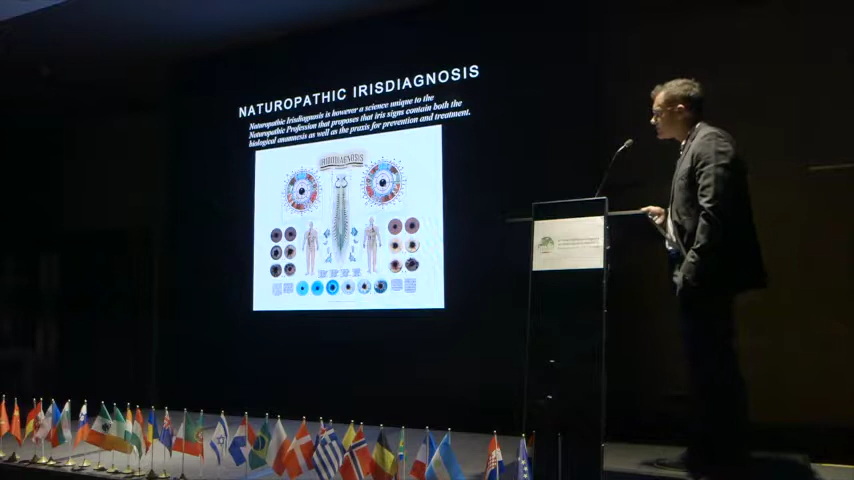 NATUROPATHIC IRISDIAGNOSIS
Naturopathic Irisdiagnosis is however a science unique to the
Naturopathic Profession that proposes that iris signs contain both the
biological anamnesis as well as the praxis for prevention and treatment.
IRISDIAGNOSIS